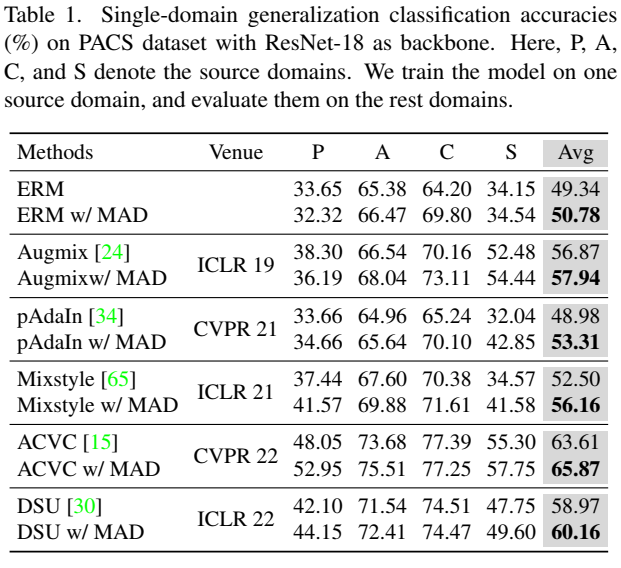 Table 1. Single-domain generalization classification accuracies
(%) on PACS dataset with ResNet-18 as backbone. Here, P, A,
C, and S denote the source domains. We train the model on one
source domain, and evaluate them on the rest domains.
Methods Venue P A C S Avg
ERM 33.65 65.38 64.20 34.15 49.34
ERM w/ MAD 32.32 66.47 69.80 34.54 50.78
Augmix [24] ICLR 19 38.30 66.54 70.16 52.48 56.87
Augmixw/ MAD 36.19 68.04 73.11 54.44 57.94
pAdaIn [34] CVPR 21 33.66 64.96 65.24 32.04 48.98
pAdaIn w/ MAD 34.66 65.64 70.10 42.85 53.31
Mixstyle [65] ICLR 21 37.44 67.60 70.38 34.57 52.50
Mixstyle w/ MAD 41.57 69.88 71.61 41.58 56.16
ACVC [15] CVPR 22 48.05 73.68 77.39 55.30 63.61
ACVC w/ MAD 52.95 75.51 77.25 57.75 65.87
DSU [30] ICLR 22 42.10 71.54 74.51 47.75 58.97
DSU w/ MAD 44.15 72.41 74.47 49.60 60.16